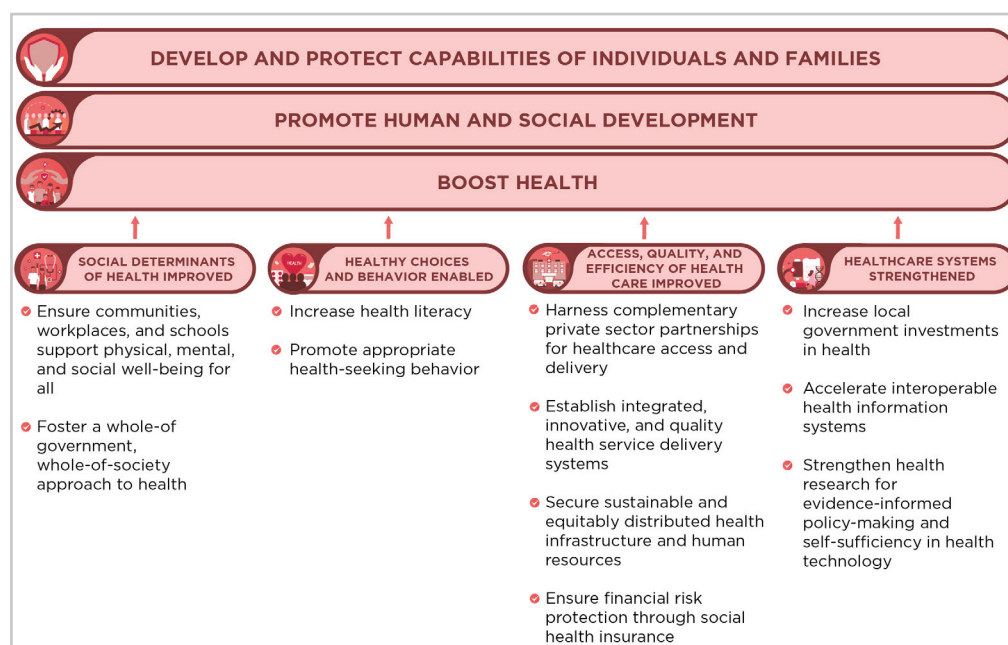 DEVELOP AND PROTECT CAPABILITIES OF INDIVIDUALS AND FAMILIES
PROMOTE HUMAN AND SOCIAL DEVELOPMENT
BOOST HEALTH
SOCIAL DETERMINANTS
OF HEALTH IMPROVED
Ensure communities,
workplaces, and schools
support physical, mental,
and social well-being for
all
Foster a whole-of
government,
whole-of-society
approach to health
HEALTH
HEALTHY CHOICES
AND BEHAVIOR ENABLED
Increase health literacy
Promote appropriate
health-seeking behavior
ACCESS, QUALITY, AND
EFFICIENCY OF HEALTH
CARE IMPROVED
Harness complementary
private sector partnerships
for healthcare access and
delivery
Establish integrated,
innovative, and quality
health service delivery
systems
Secure sustainable and
equitably distributed health
infrastructure and human
resources
Ensure financial risk
protection through social
health insurance
HEALTHCARE SYSTEMS
STRENGTHENED
Increase local
government investments
in health
Accelerate interoperable
health information
systems
Strengthen health
research for
evidence-informed
policy-making and
self-sufficiency in health
technology